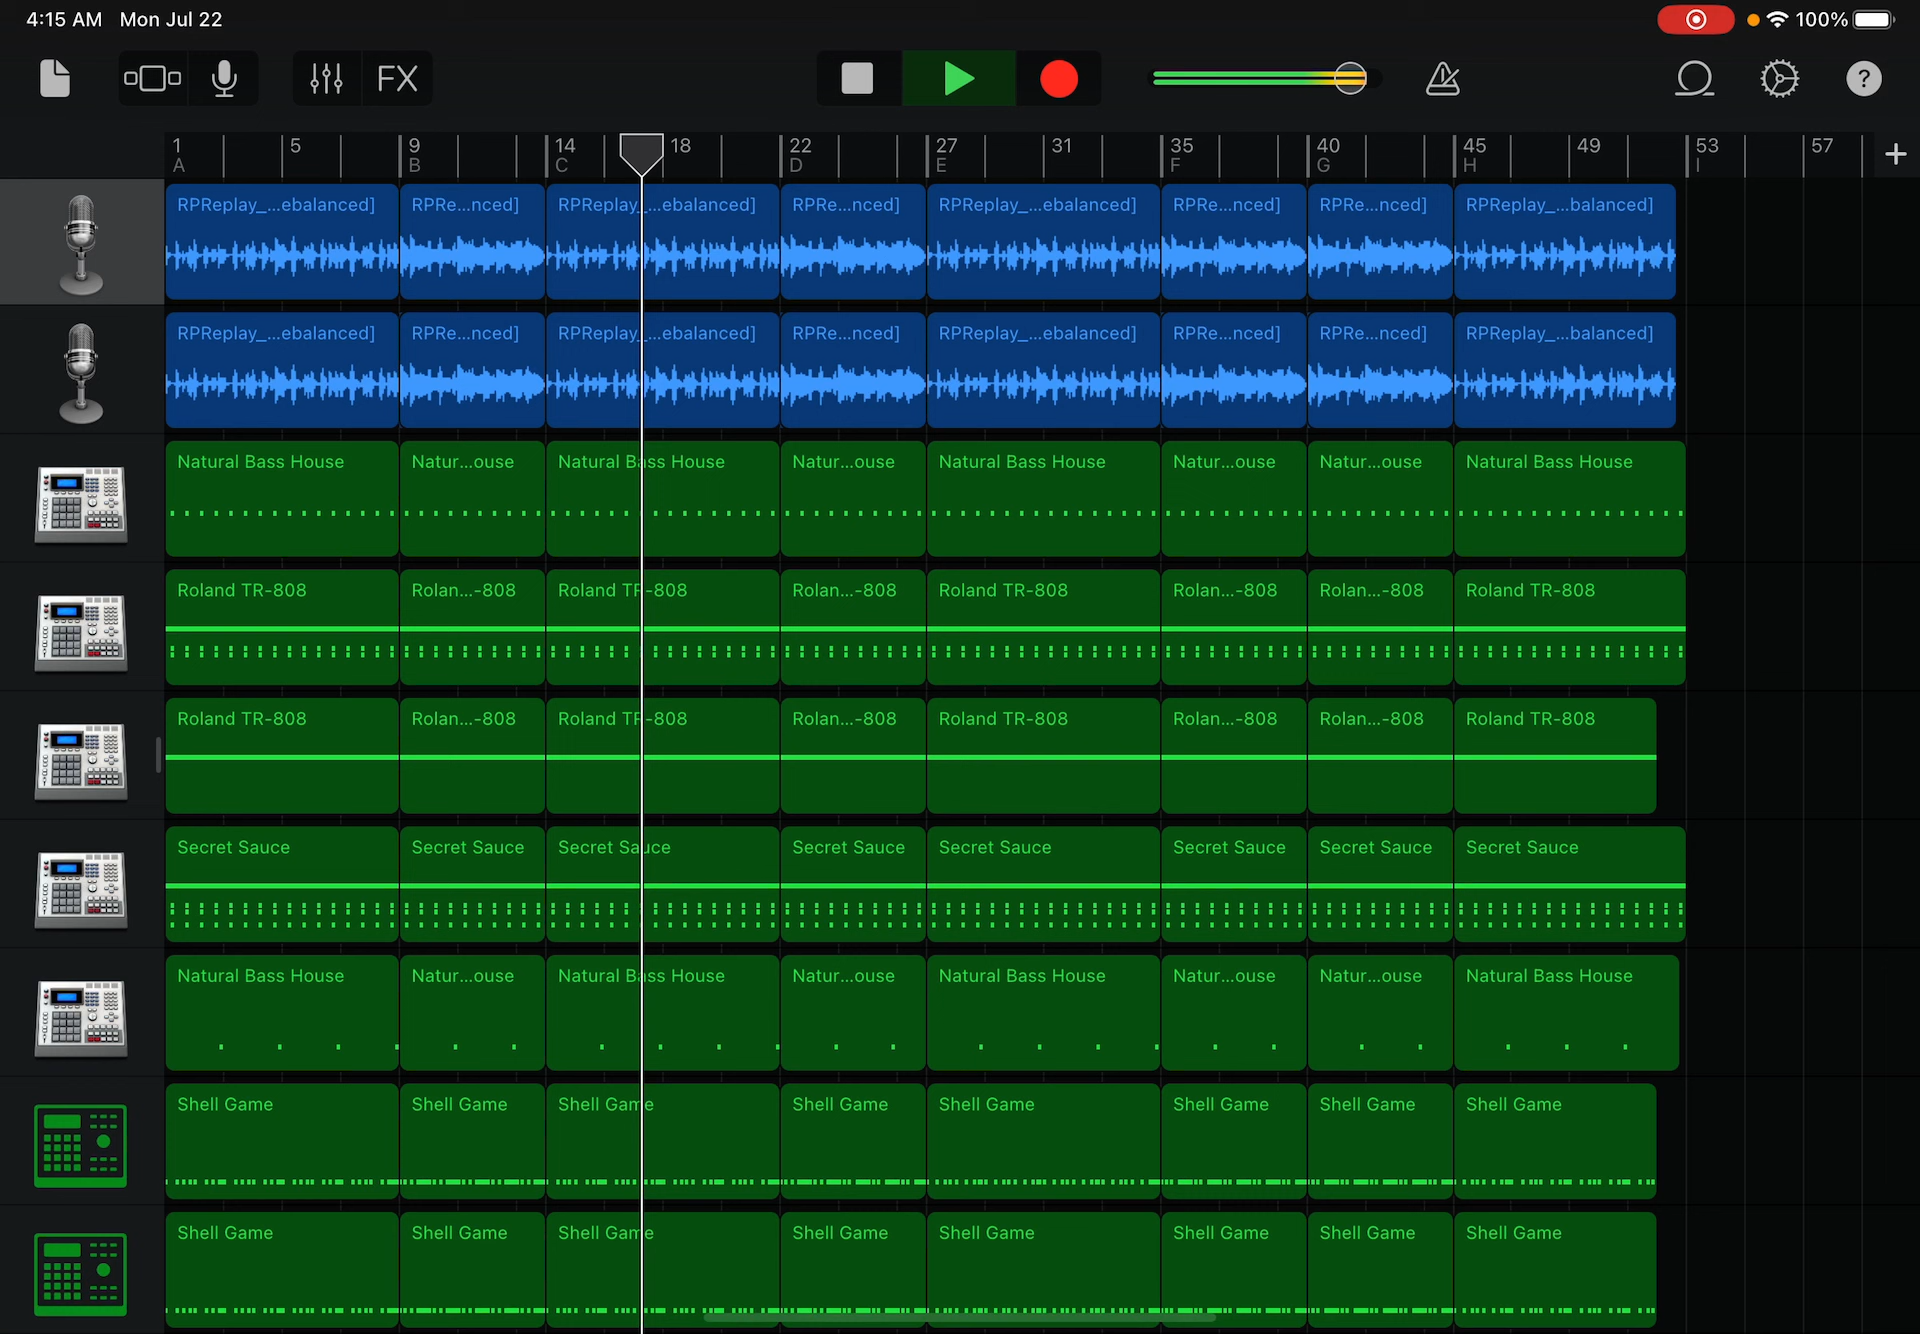 4:15 AM Mon Jul 22 100%
FX ?
1 5 9 14 18 22 27 31 35 40 45 49 53 57 +
A B C D E F G H I
RPReplay_...ebalanced] RPRe...nced] RPReplay_...ebalanced] RPRe...nced] RPReplay_...ebalanced] RPRe...nced] RPRe...nced] RPReplay_...balanced]
RPReplay_...ebalanced] RPRe...nced] RPReplay_...ebalanced] RPRe...nced] RPReplay_...ebalanced] RPRe...nced] RPRe...nced] RPReplay_...balanced]
Natural Bass House Natur...ouse Natural Bass House Natur...ouse Natural Bass House Natur...ouse Natur...ouse Natural Bass House
Roland TR-808 Rolan...-808 Roland TR-808 Rolan...-808 Roland TR-808 Rolan...-808 Rolan...-808 Roland TR-808
Roland TR-808 Rolan...-808 Roland TR-808 Rolan...-808 Roland TR-808 Rolan...-808 Rolan...-808 Roland TR-808
Secret Sauce Secret Sauce Secret Sauce Secret Sauce Secret Sauce Secret Sauce Secret Sauce Secret Sauce
Natural Bass House Natur...ouse Natural Bass House Natur...ouse Natural Bass House Natur...ouse Natur...ouse Natural Bass House
Shell Game Shell Game Shell Game Shell Game Shell Game Shell Game Shell Game Shell Game
Shell Game Shell Game Shell Game Shell Game Shell Game Shell Game Shell Game Shell Game